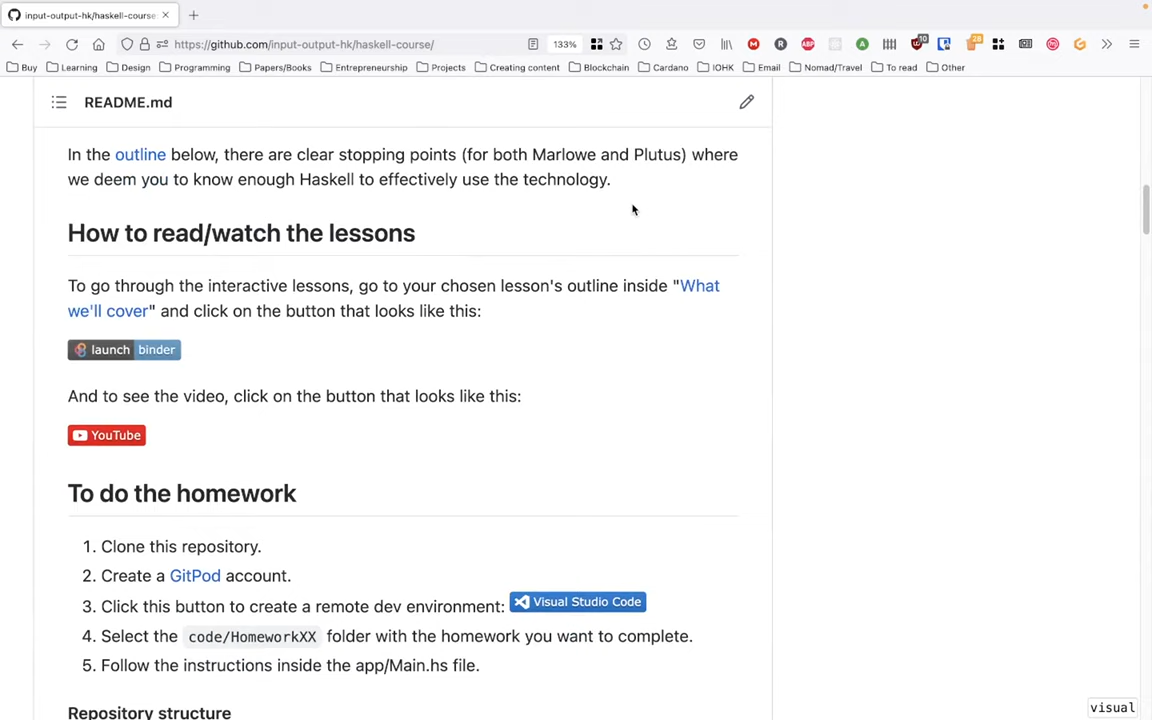 input-output-hk/haskell-course
https://github.com/input-output-hk/haskell-course/
133%
10
28
Buy
Learning
Design
Programming
Papers/Books
Entrepreneurship
Projects
Creating content
Blockchain
Cardano
IOHK
Email
Nomad/Travel
To read
Other
README.md
In the outline below, there are clear stopping points (for both Marlowe and Plutus) where
we deem you to know enough Haskell to effectively use the technology.
How to read/watch the lessons
To go through the interactive lessons, go to your chosen lesson's outline inside "What
we'll cover" and click on the button that looks like this:
launch binder
And to see the video, click on the button that looks like this:
YouTube
To do the homework
1. Clone this repository.
2. Create a GitPod account.
3. Click this button to create a remote dev environment: Visual Studio Code
4. Select the code/HomeworkXX folder with the homework you want to complete.
5. Follow the instructions inside the app/Main.hs file.
Repository structure
visual